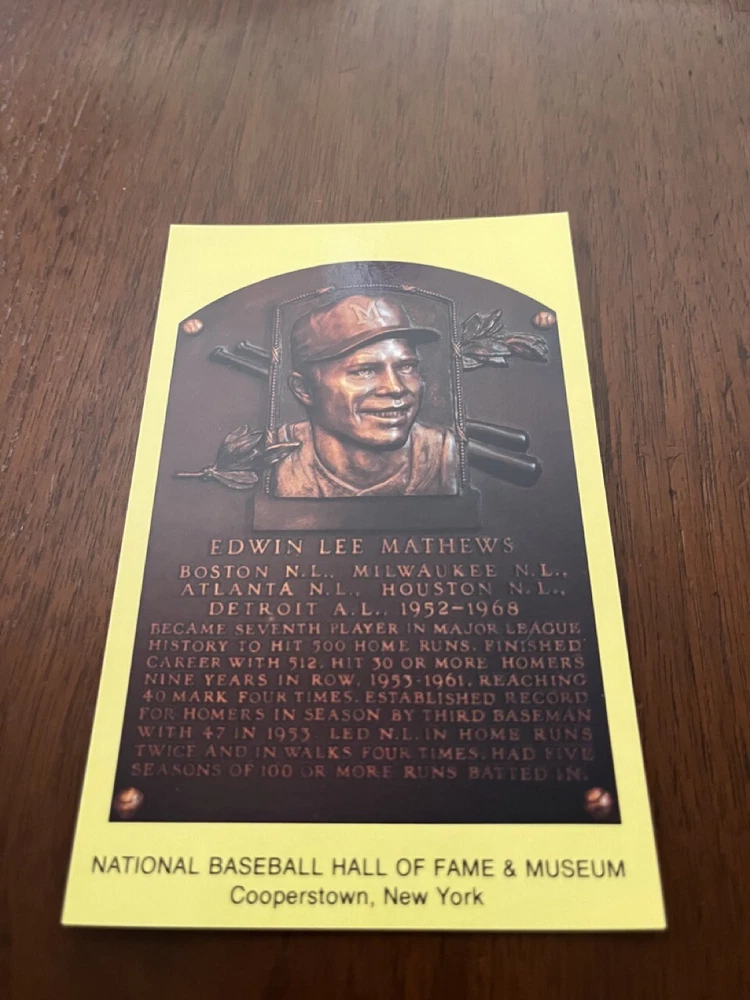 M
EDWIN LEE MATHEWS
BOSTON N.L., MILWAUKEE N.L.,
ATLANTA N.L., HOUSTON N.L.,
DETROIT A.L., 1952-1968
BECAME SEVENTH PLAYER IN MAJOR LEAGUE
HISTORY TO HIT 500 HOME RUNS. FINISHED
CAREER WITH 512. HIT 30 OR MORE HOMERS
NINE YEARS IN ROW, 1953-1961, REACHING
40 MARK FOUR TIMES. ESTABLISHED RECORD
FOR HOMERS IN SEASON BY THIRD BASEMAN
WITH 47 IN 1953. LED N.L. IN HOME RUNS
TWICE AND IN WALKS FOUR TIMES. HAD FIVE
SEASONS OF 100 OR MORE RUNS BATTED IN.
NATIONAL BASEBALL HALL OF FAME & MUSEUM
Cooperstown, New York